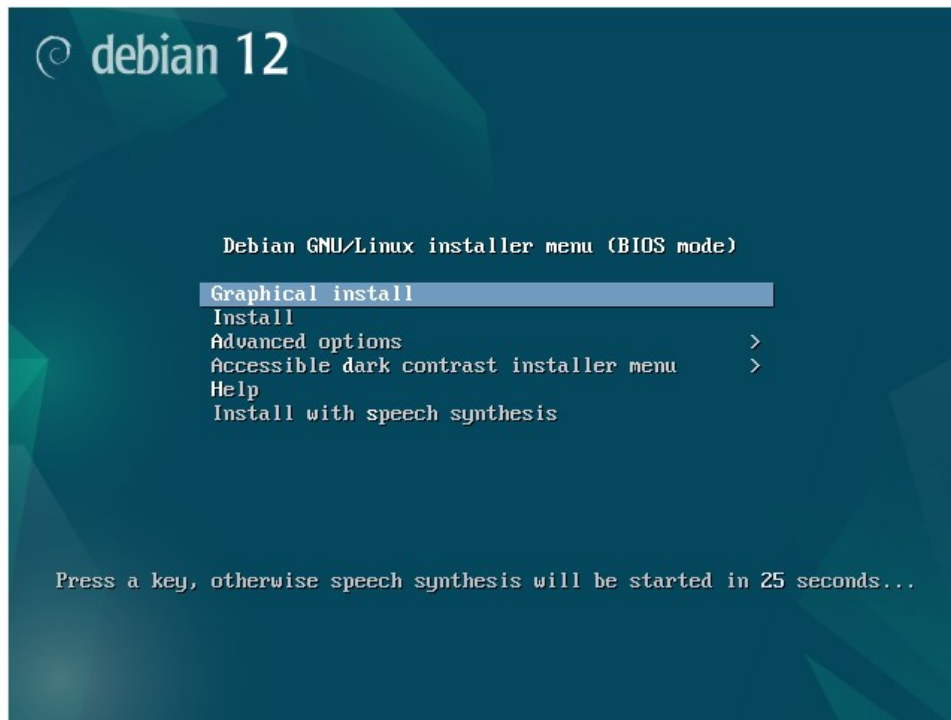 debian 12
Debian GNU/Linux installer menu (BIOS mode)
Graphical install
Install
Advanced options >
Accessible dark contrast installer menu >
Help
Install with speech synthesis
Press a key, otherwise speech synthesis will be started in 25 seconds...